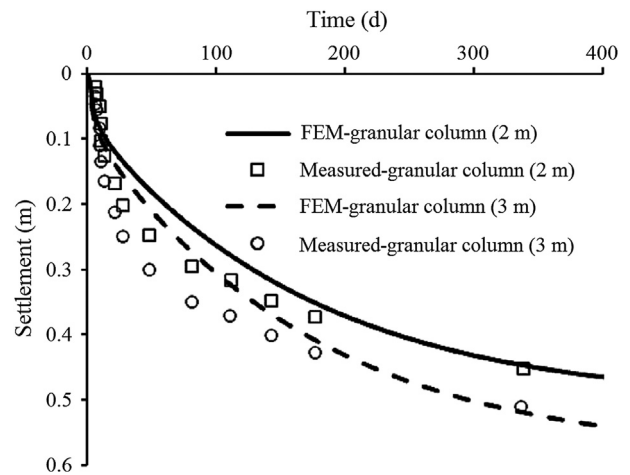 Time (d)
0 100 200 300 400
0
0.1
0.2
0.3
0.4
0.5
0.6
Settlement (m)
FEM-granular column (2 m)
Measured-granular column (2 m)
FEM-granular column (3 m)
Measured-granular column (3 m)